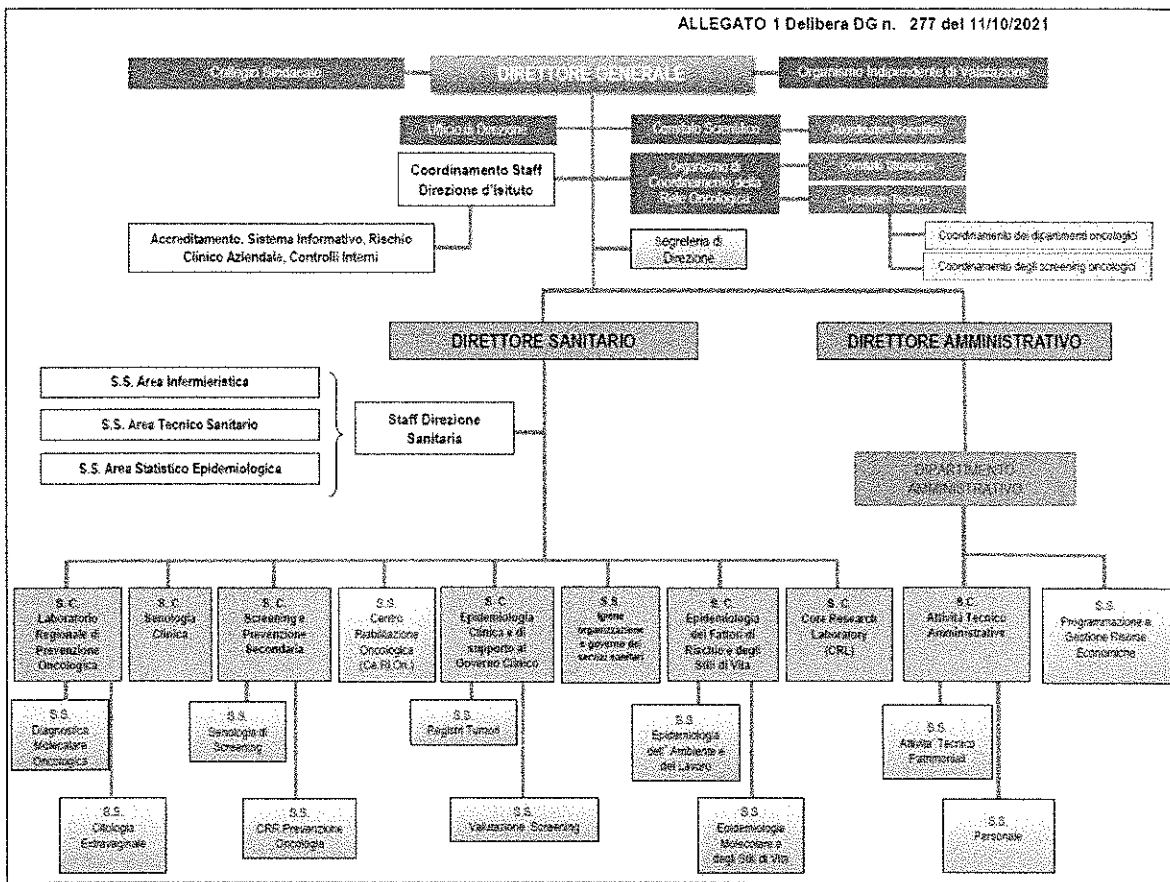 ALLEGATO 1 Delibera DG n. 277 del 11/10/2021
Collegio Sindacale
DIRETTORE GENERALE
Organismo Indipendente di Valutazione
Ufficio di Direzione
Comitato Scientifico
Coordinatore Scientifico
Coordinamento Staff
Direzione d'Isituto
Organismo di
Coordinamento della
Rete Oncologica
Comitato
Comitato Tecnico
Accreditamento, Sistema Informativo, Rischio
Clinico Aziendale, Controlli Interni
Segreteria di
Direzione
Coordinamento dei dipartimenti oncologici
Coordinamento degli screening oncologici
DIRETTORE SANITARIO
DIRETTORE AMMINISTRATIVO
S.S. Area Infermieristica
S.S. Area Tecnico Sanitario
S.S. Area Statistico Epidemiologica
Staff Direzione
Sanitaria
DIPARTIMENTO
AMMINISTRATIVO
S.C.
Laboratorio
Regionale di
Prevenzione
Oncologica
S.C.
Senologia
Clinica
S.C.
Screening e
Prevenzione
Secondaria
S.S.
Centro
Riabilitazione
Oncologica
(Ce.Ri.On.)
S.C.
Epidemiologia
Clinica e di
supporto al
Governo Clinico
S.S.
Igiene
organizzazione
e governo dei
servizi sanitari
S.C.
Epidemiologia
dei Fattori di
Rischio e degli
Stili di Vita
S.C.
Core Research
Laboratory
(CRL)
S.C.
Attività Tecnico
Amministrative
S.S.
Programmazione e
Gestione Risorse
Economiche
S.S.
Diagnostica
Molecolare
Oncologica
S.S.
Senologia di
Screening
S.S.
Registri Tumori
S.S.
Epidemiologia
dell' Ambiente e
del Lavoro
S.S.
Attività Tecnico
Patrimoniali
S.S.
Citologia
Extravaginale
S.S.
CRR Prevenzione
Oncologia
S.S.
Valutazione Screening
S.S.
Epidemiologia
Molecolare e
degli Stili di Vita
S.S.
Personale